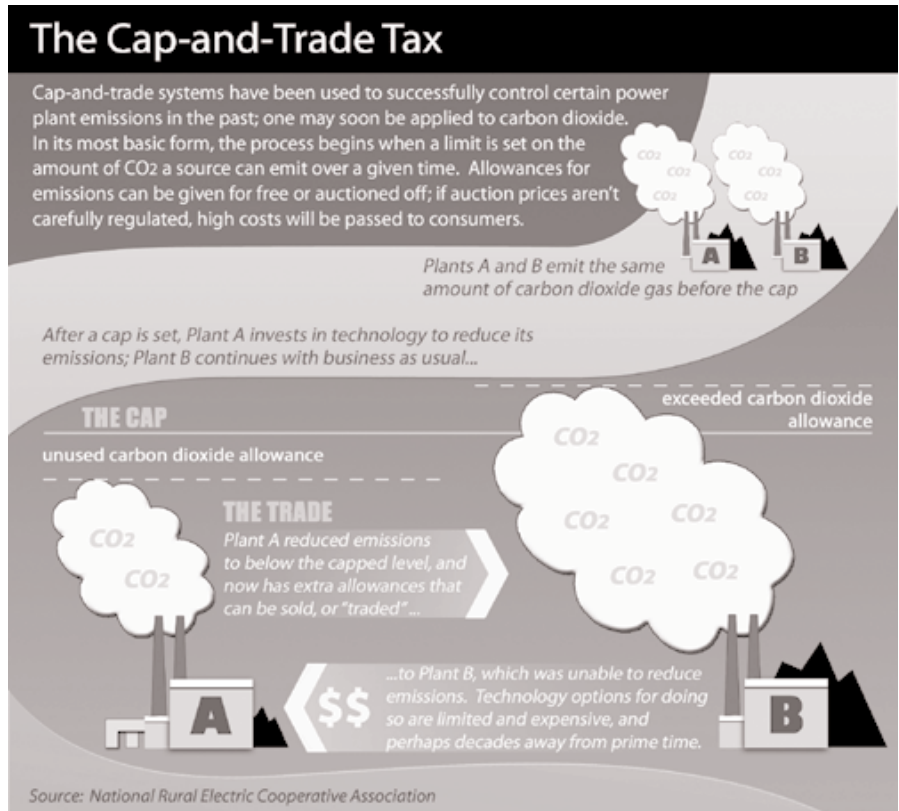 The Cap-and-Trade Tax
Cap-and-trade systems have been used to successfully control certain power
plant emissions in the past; one may soon be applied to carbon dioxide.
In its most basic form, the process begins when a limit is set on the
amount of CO2 a source can emit over a given time.  Allowances for
emissions can be given for free or auctioned off; if auction prices aren't
carefully regulated, high costs will be passed to consumers.
CO2
CO2
CO2
CO2
CO2
CO2
A
B
Plants A and B emit the same
amount of carbon dioxide gas before the cap
After a cap is set, Plant A invests in technology to reduce its
emissions; Plant B continues with business as usual...
exceeded carbon dioxide
allowance
THE CAP
unused carbon dioxide allowance
CO2
CO2
THE TRADE
Plant A reduced emissions
to below the capped level, and
now has extra allowances that
can be sold, or "traded"...
CO2
CO2
CO2
CO2
CO2
CO2
A
$$
...to Plant B, which was unable to reduce
emissions.  Technology options for doing
so are limited and expensive, and
perhaps decades away from prime time.
B
Source:  National Rural Electric Cooperative Association